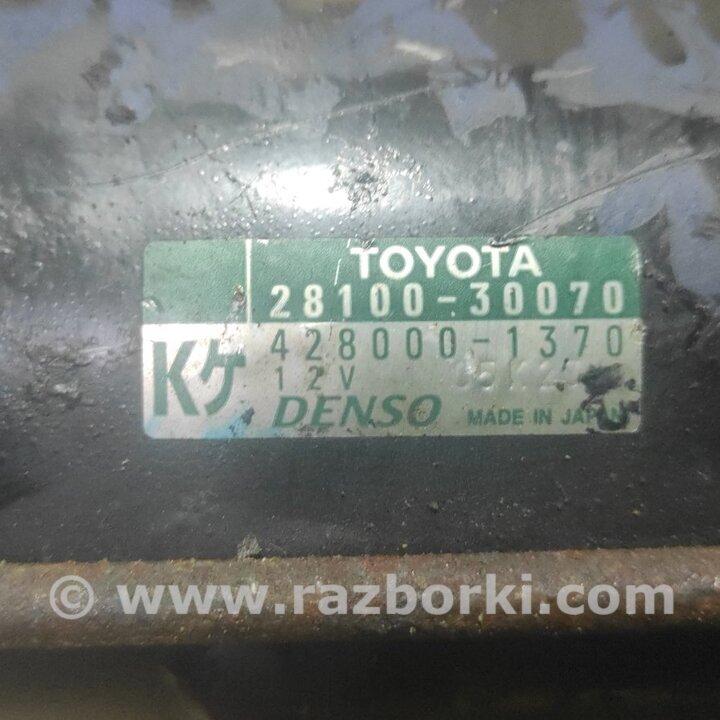 TOYOTA
28100-30070
Kケ 428000-1370
12V
DENSO MADE IN JAPAN
© www.razborki.com